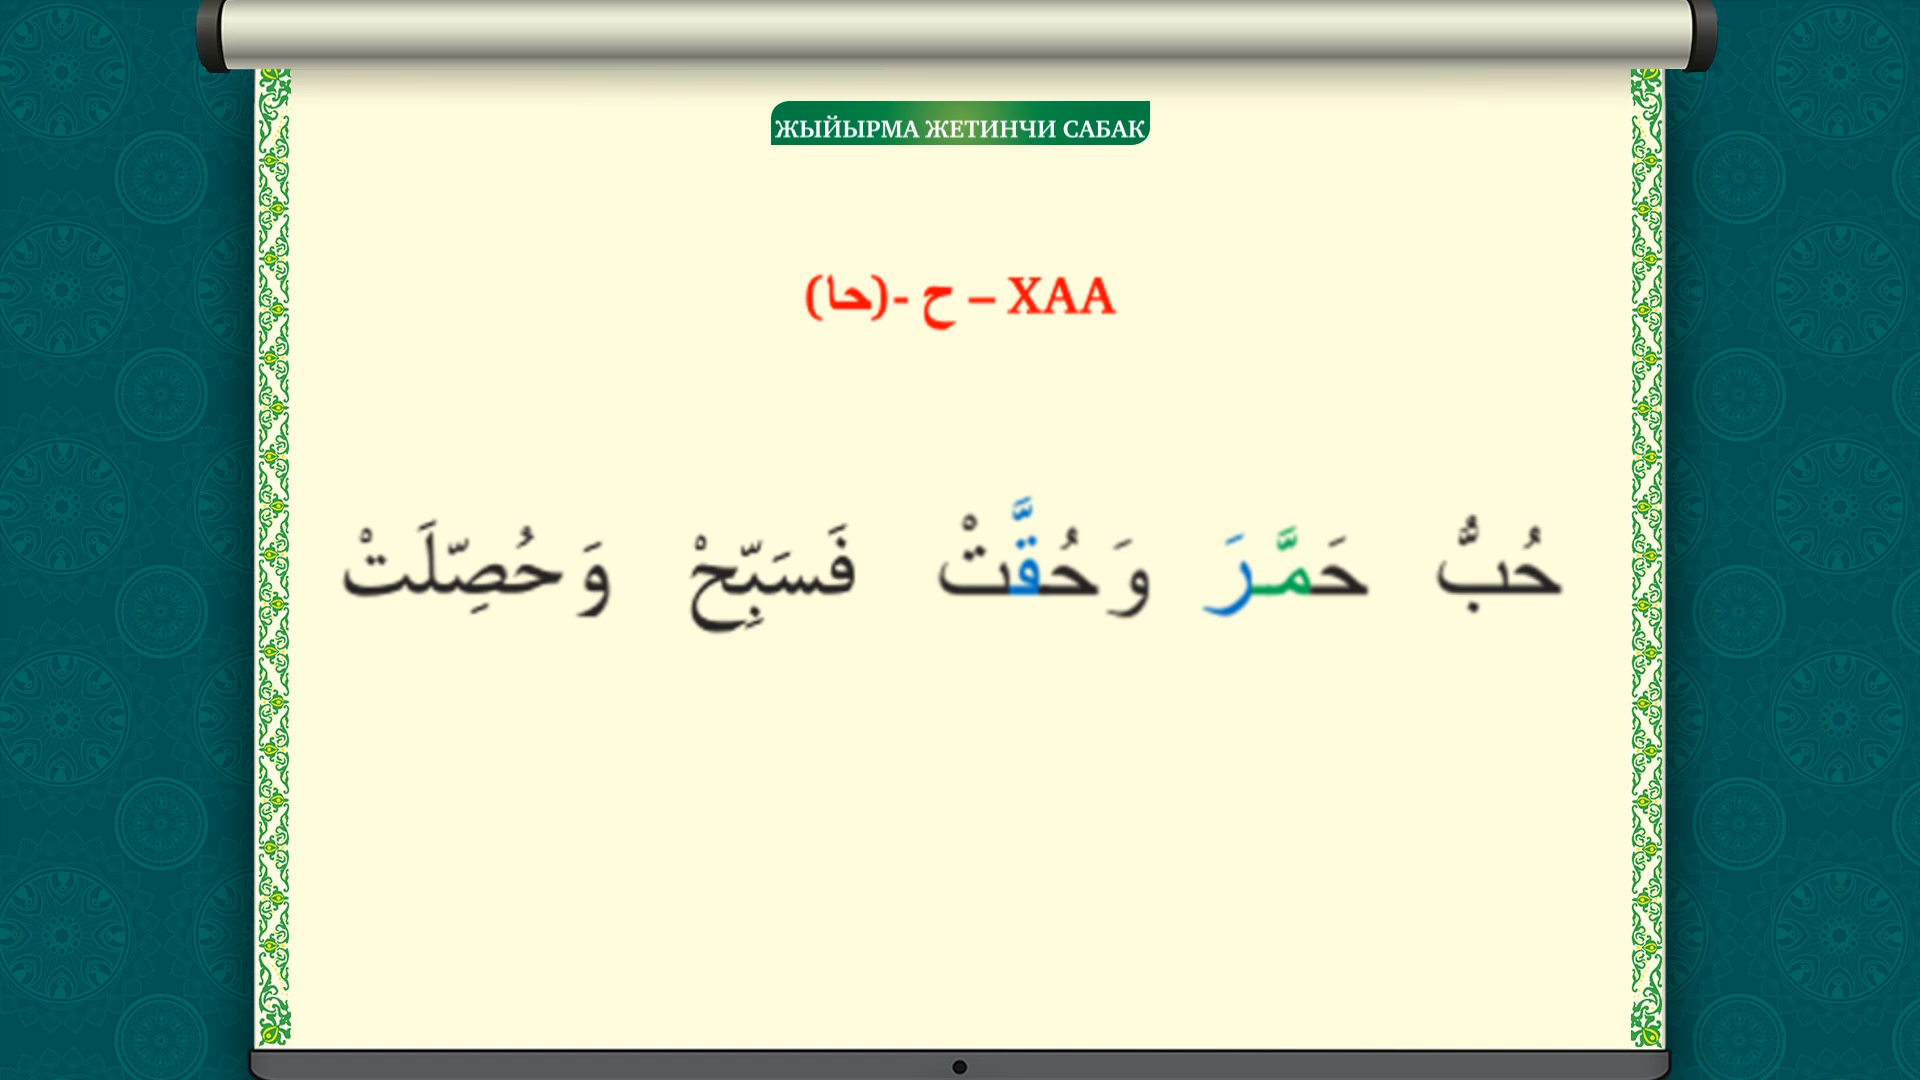 ЖЫЙЫРМА ЖЕТИНЧИ САБАК
(حا)- ح – ХАА
حُبُّ حَمَّرَ وَحُقَّتْ فَسَبِّحْ وَحُصِّلَتْ